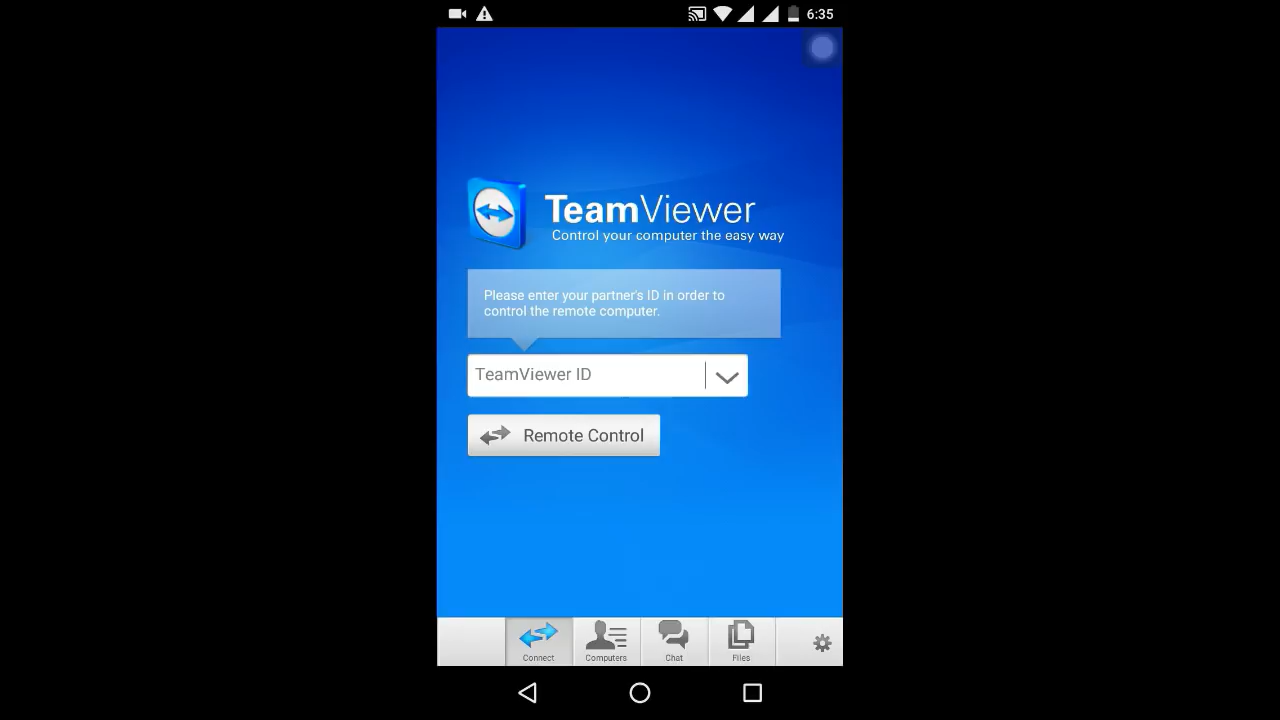 6:35
TeamViewer
Control your computer the easy way
Please enter your partner's ID in order to
control the remote computer.
TeamViewer ID
Remote Control
Connect
Computers
Chat
Files